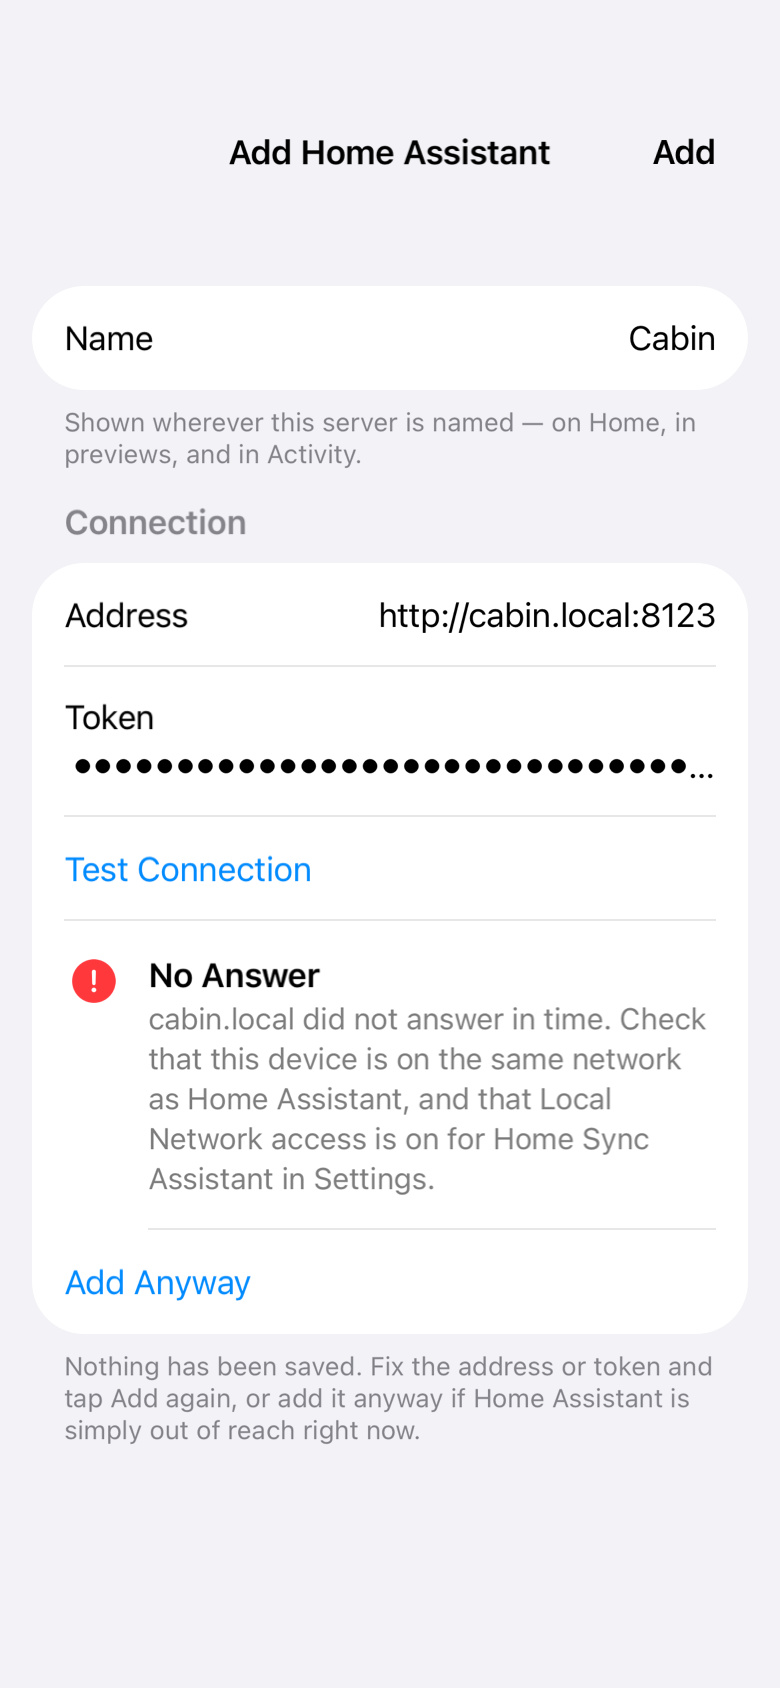 Add Home Assistant
Add
Name
Cabin
Shown wherever this server is named — on Home, in
previews, and in Activity.
Connection
Address
http://cabin.local:8123
Token
••••••••••••••••••••••••••••••...
Test Connection
No Answer
cabin.local did not answer in time. Check
that this device is on the same network
as Home Assistant, and that Local
Network access is on for Home Sync
Assistant in Settings.
Add Anyway
Nothing has been saved. Fix the address or token and
tap Add again, or add it anyway if Home Assistant is
simply out of reach right now.